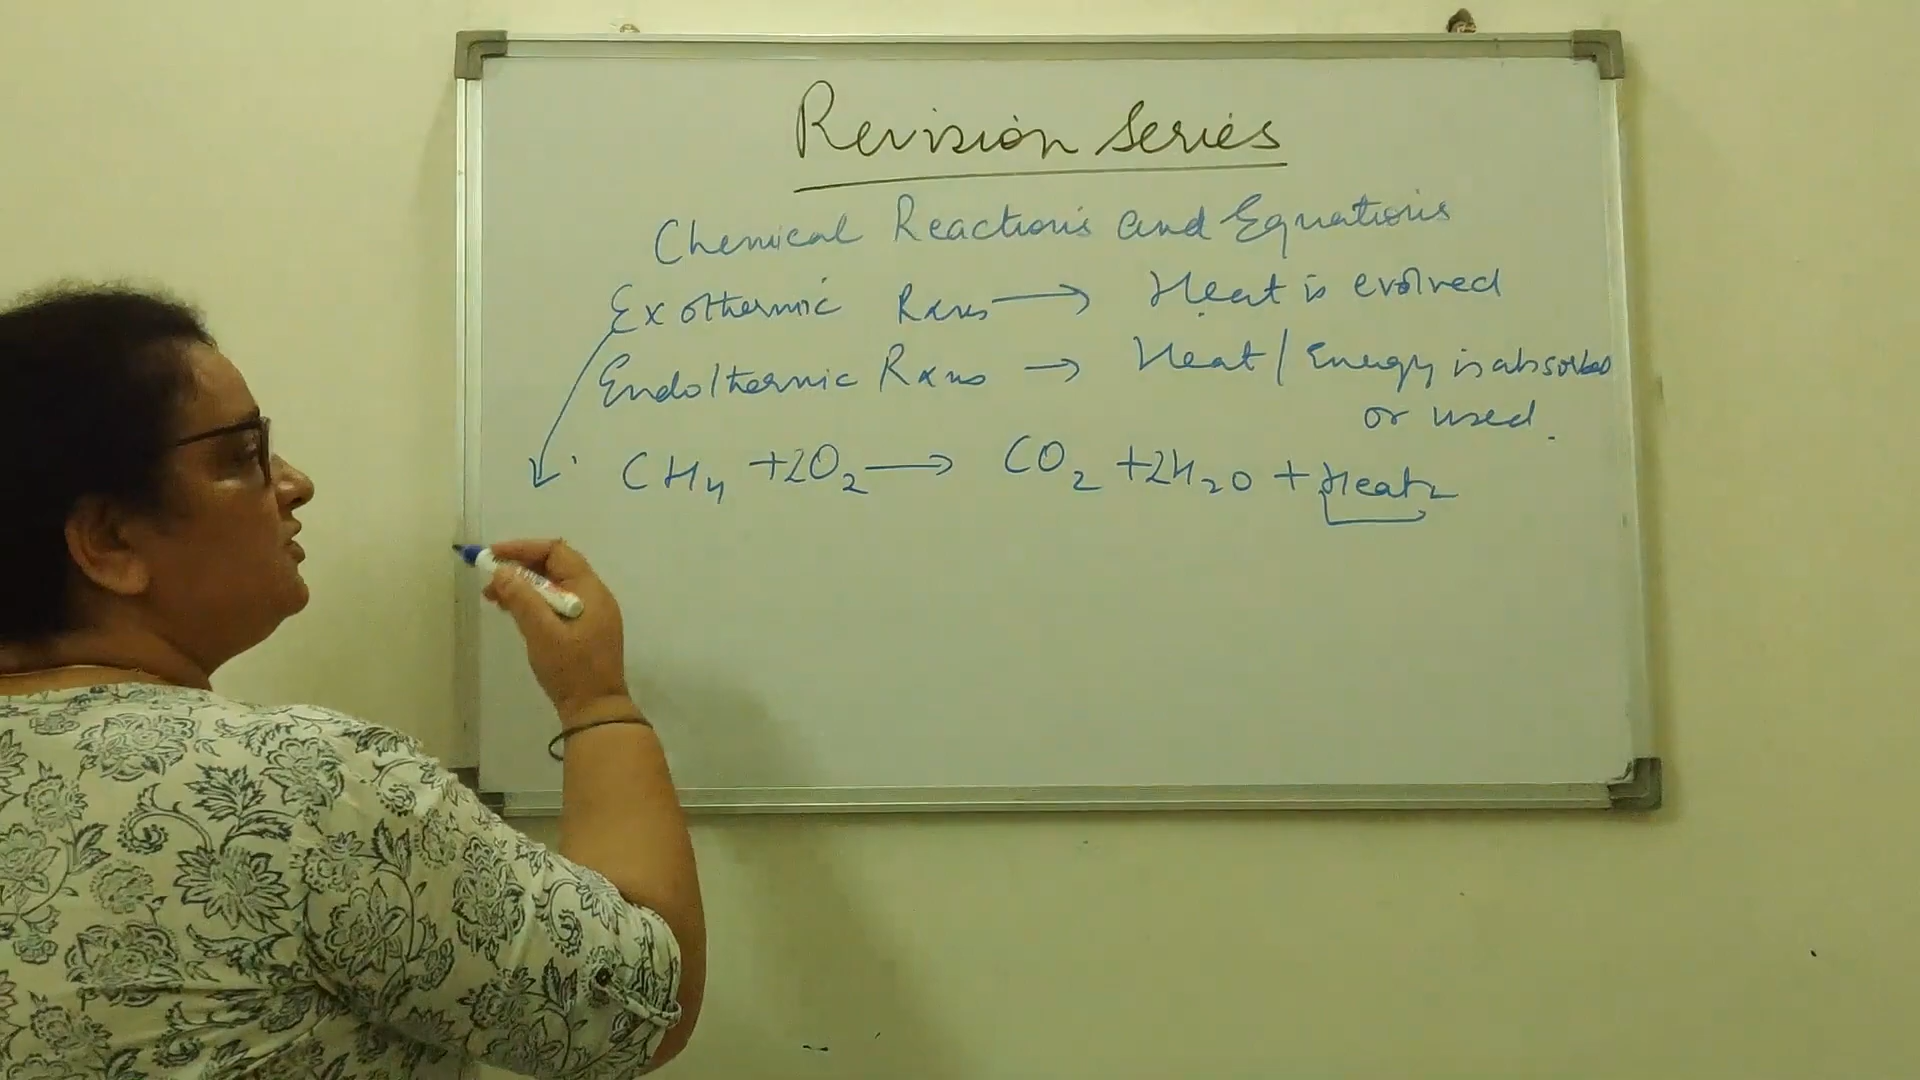 Revision Series
Chemical Reactions and Equations
Exothermic Rxns → Heat is evolved
Endothermic Rxns → Heat / Energy is absorbed
or used.
CH4 + 2O2 → CO2 + 2H2O + Heat